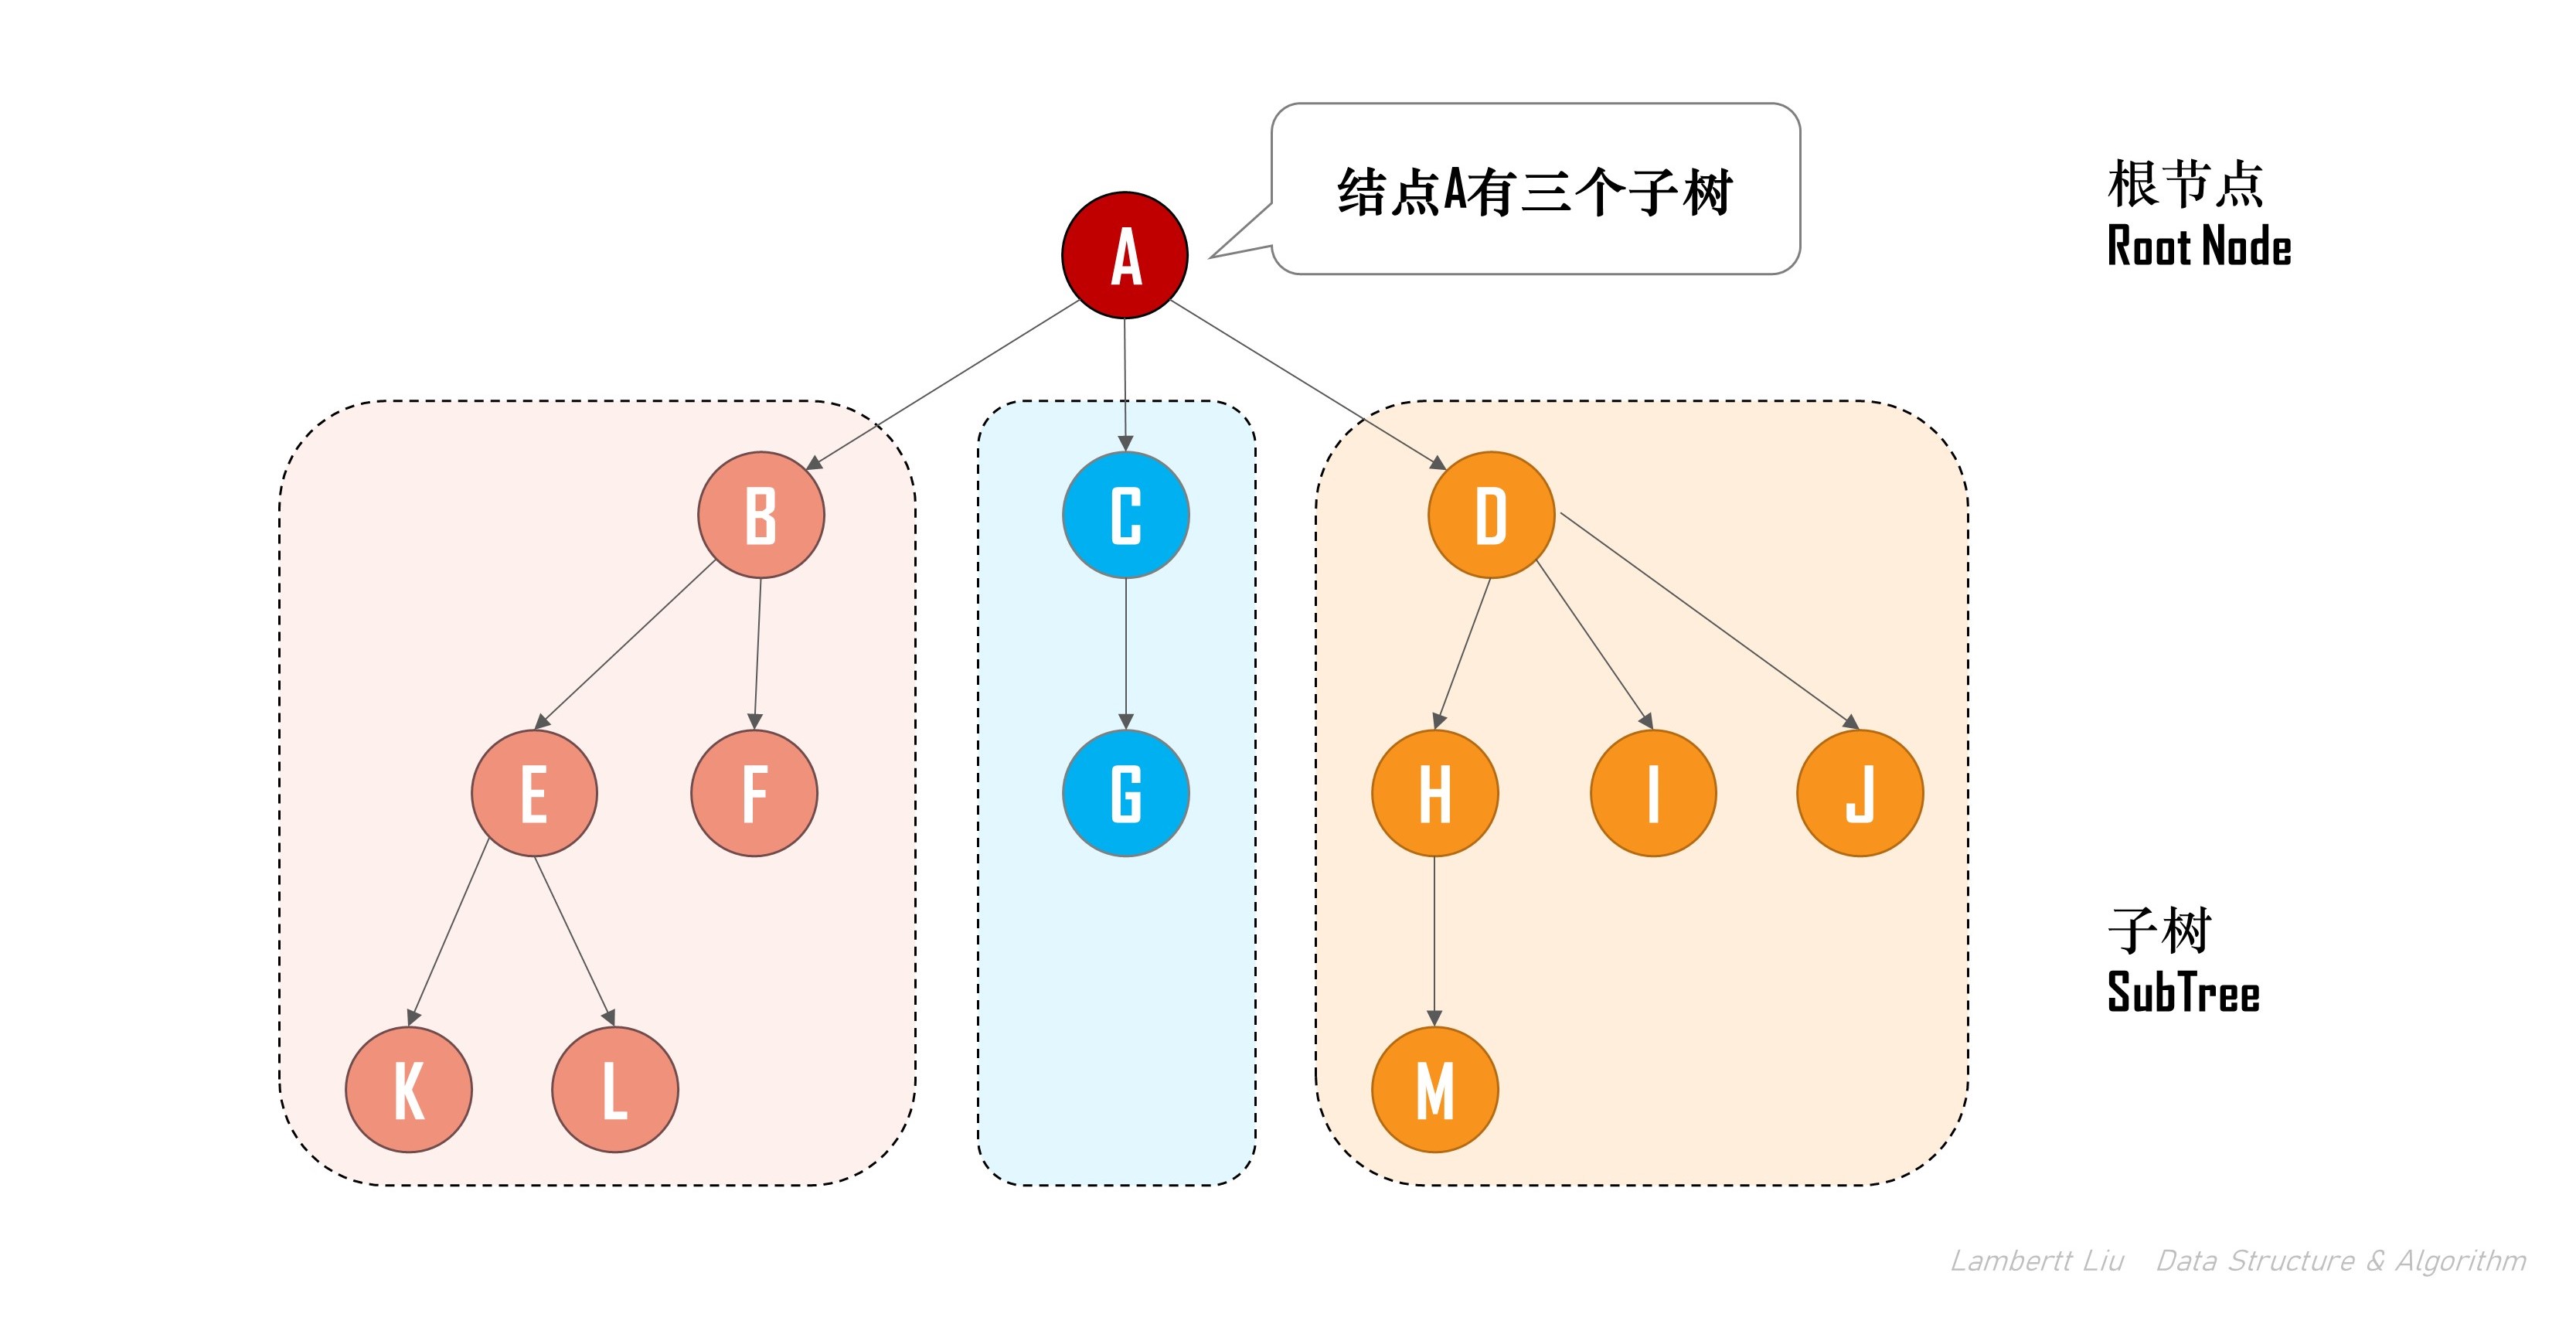 结点A有三个子树
根节点
Root Node
A
B
C
D
E
F
G
H
I
J
子树
SubTree
K
L
M
Lambertt Liu Data Structure & Algorithm